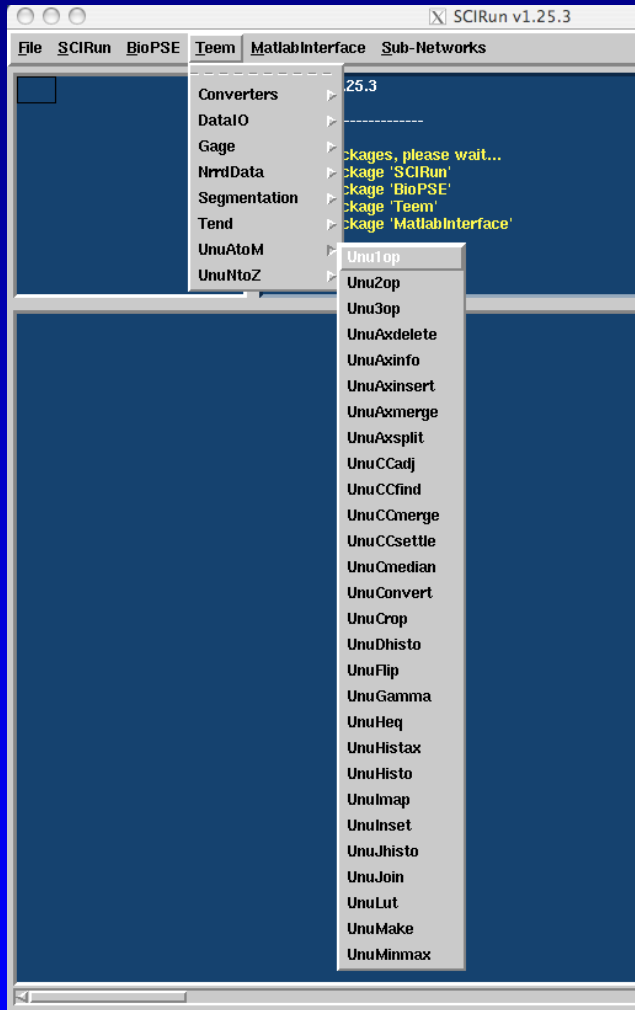 SCIRun v1.25.3
File SCIRun BioPSE Teem MatlabInterface Sub-Networks
.25.3
-------------
ckages, please wait...
ckage 'SCIRun'
ckage 'BioPSE'
ckage 'Teem'
ckage 'MatlabInterface'
Converters
DataIO
Gage
NrrdData
Segmentation
Tend
UnuAtoM
UnuNtoZ
Unu1op
Unu2op
Unu3op
UnuAxdelete
UnuAxinfo
UnuAxinsert
UnuAxmerge
UnuAxsplit
UnuCCadj
UnuCCfind
UnuCCmerge
UnuCCsettle
UnuCmedian
UnuConvert
UnuCrop
UnuDhisto
UnuFlip
UnuGamma
UnuHeq
UnuHistax
UnuHisto
UnuImap
UnuInset
UnuJhisto
UnuJoin
UnuLut
UnuMake
UnuMinmax